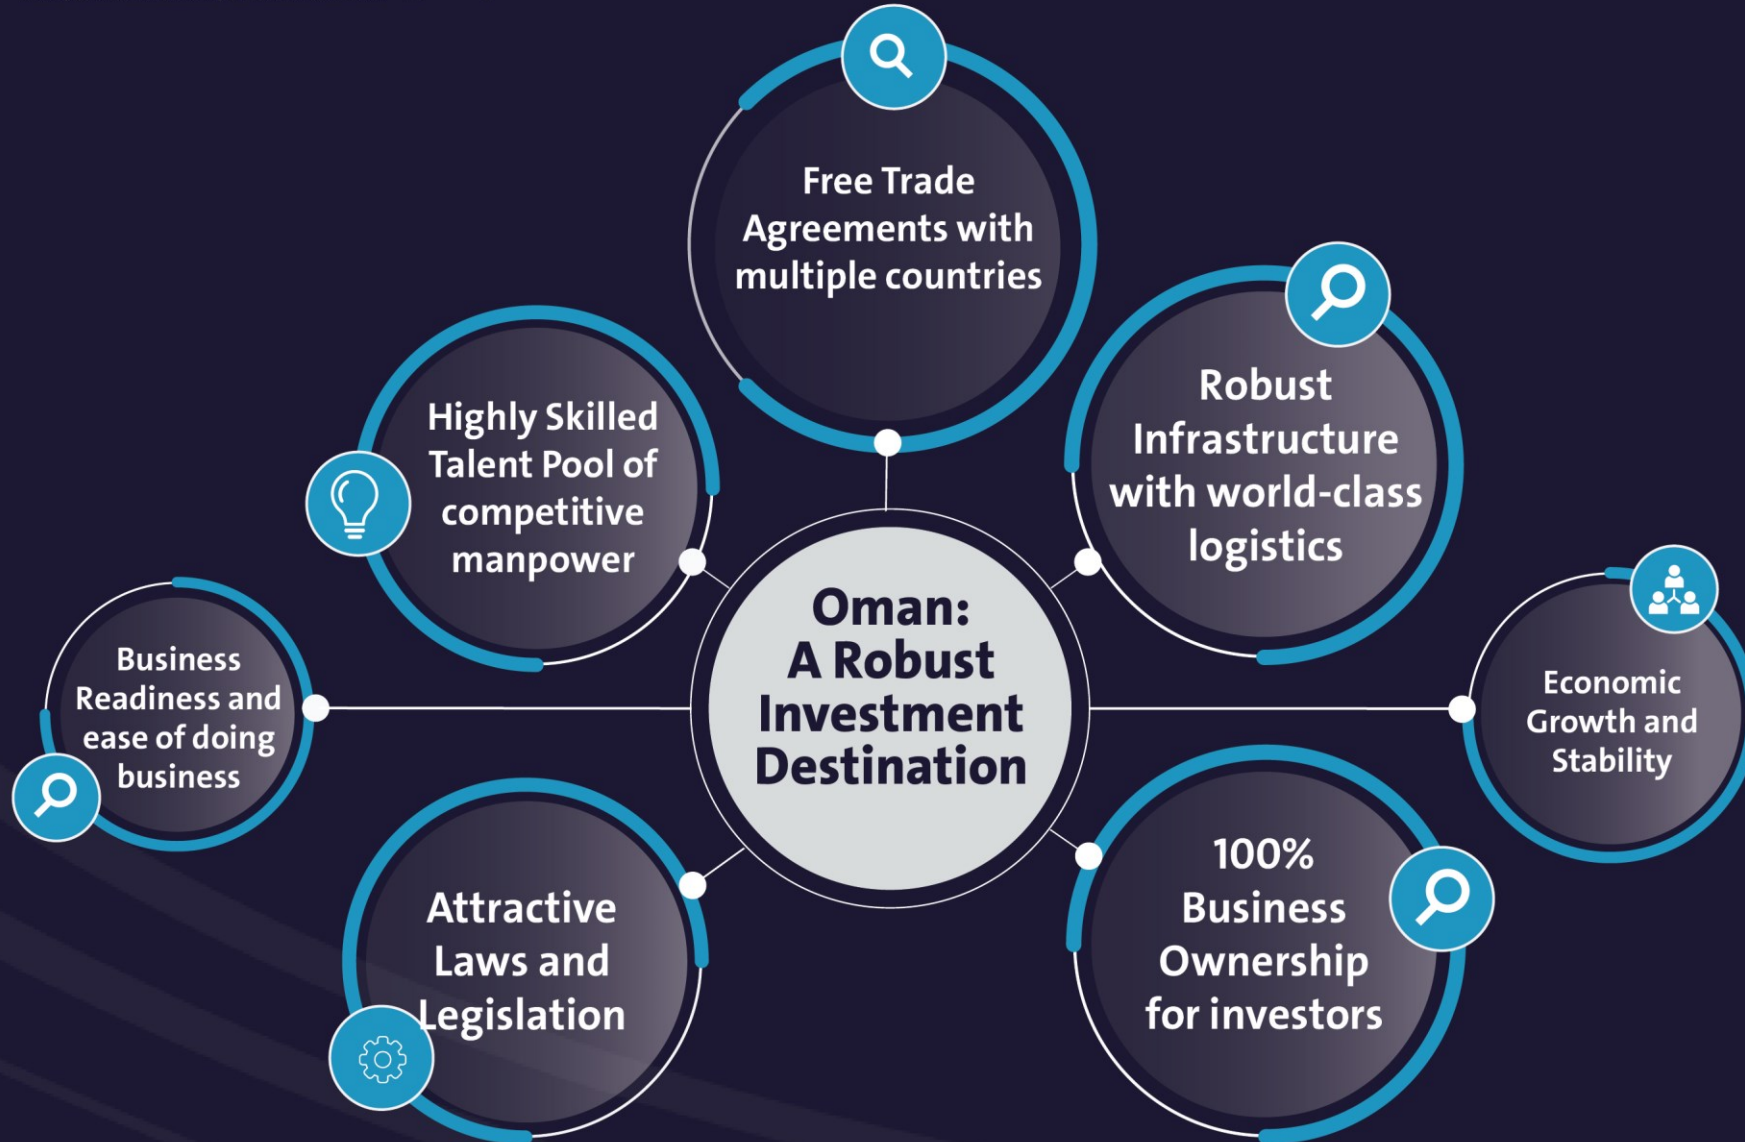 Free Trade
Agreements with
multiple countries
Highly Skilled
Talent Pool of
competitive
manpower
Robust
Infrastructure
with world-class
logistics
Business
Readiness and
ease of doing
business
Oman:
A Robust
Investment
Destination
Economic
Growth and
Stability
Attractive
Laws and
Legislation
100%
Business
Ownership
for investors